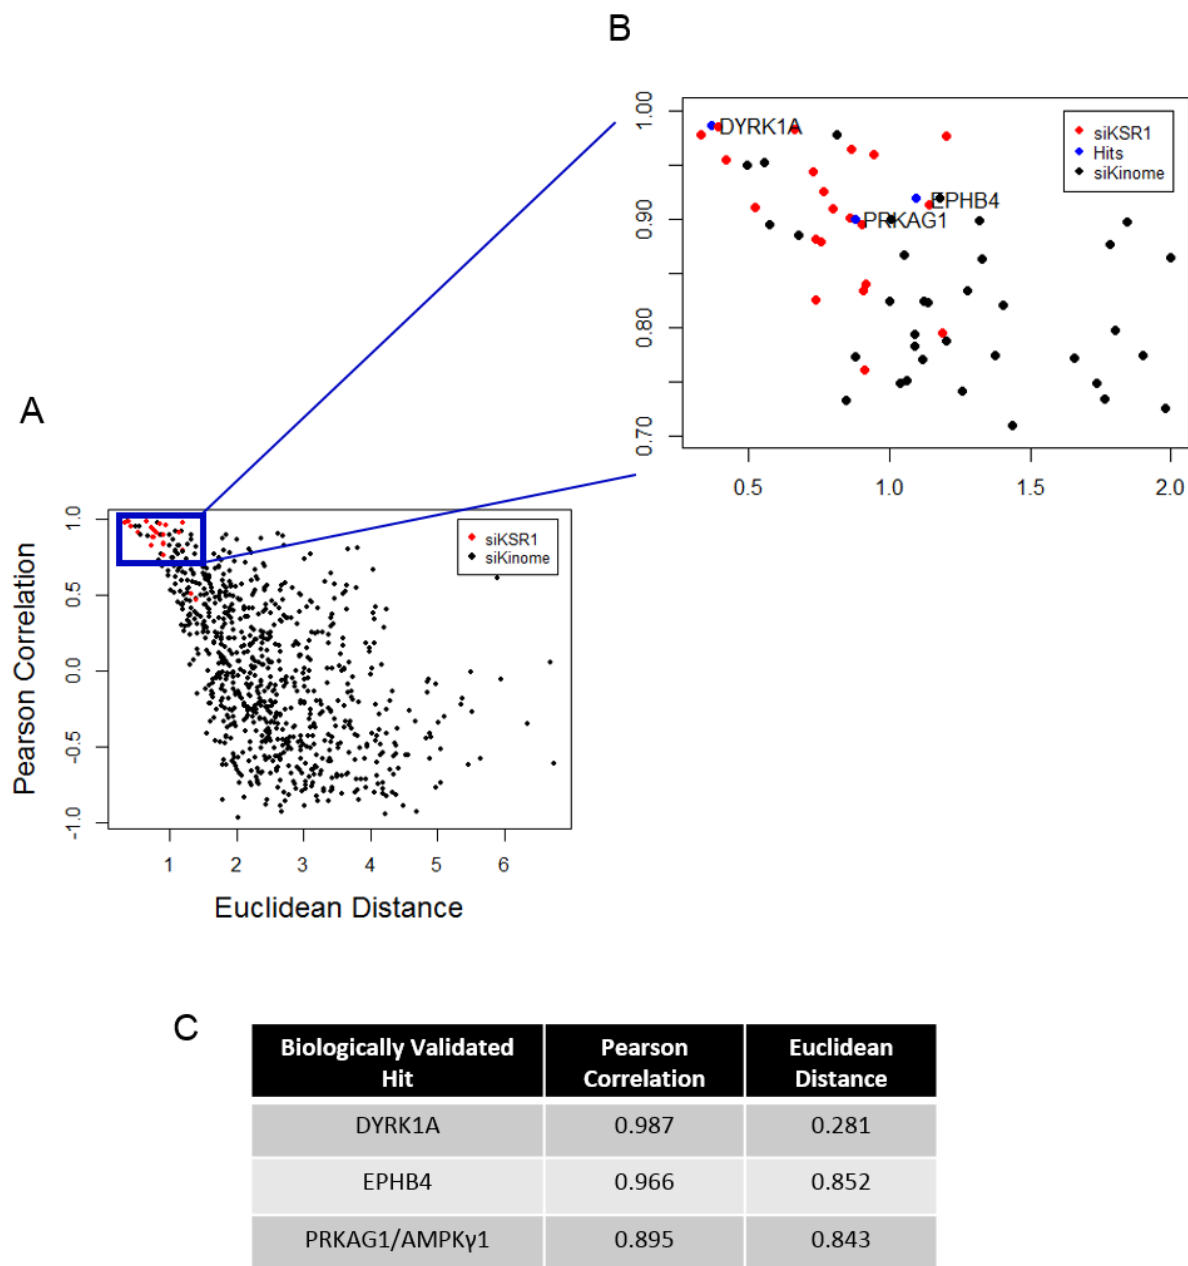 B
1.00
0.90
0.80
0.70
DYRK1A
EPHB4
PRKAG1
siKSR1
Hits
siKinome
0.5 1.0 1.5 2.0
A
Pearson Correlation
1.0
0.5
0.0
-0.5
-1.0
siKSR1
siKinome
1 2 3 4 5 6
Euclidean Distance
C
Biologically Validated Hit Pearson Correlation Euclidean Distance
DYRK1A 0.987 0.281
EPHB4 0.966 0.852
PRKAG1/AMPKγ1 0.895 0.843